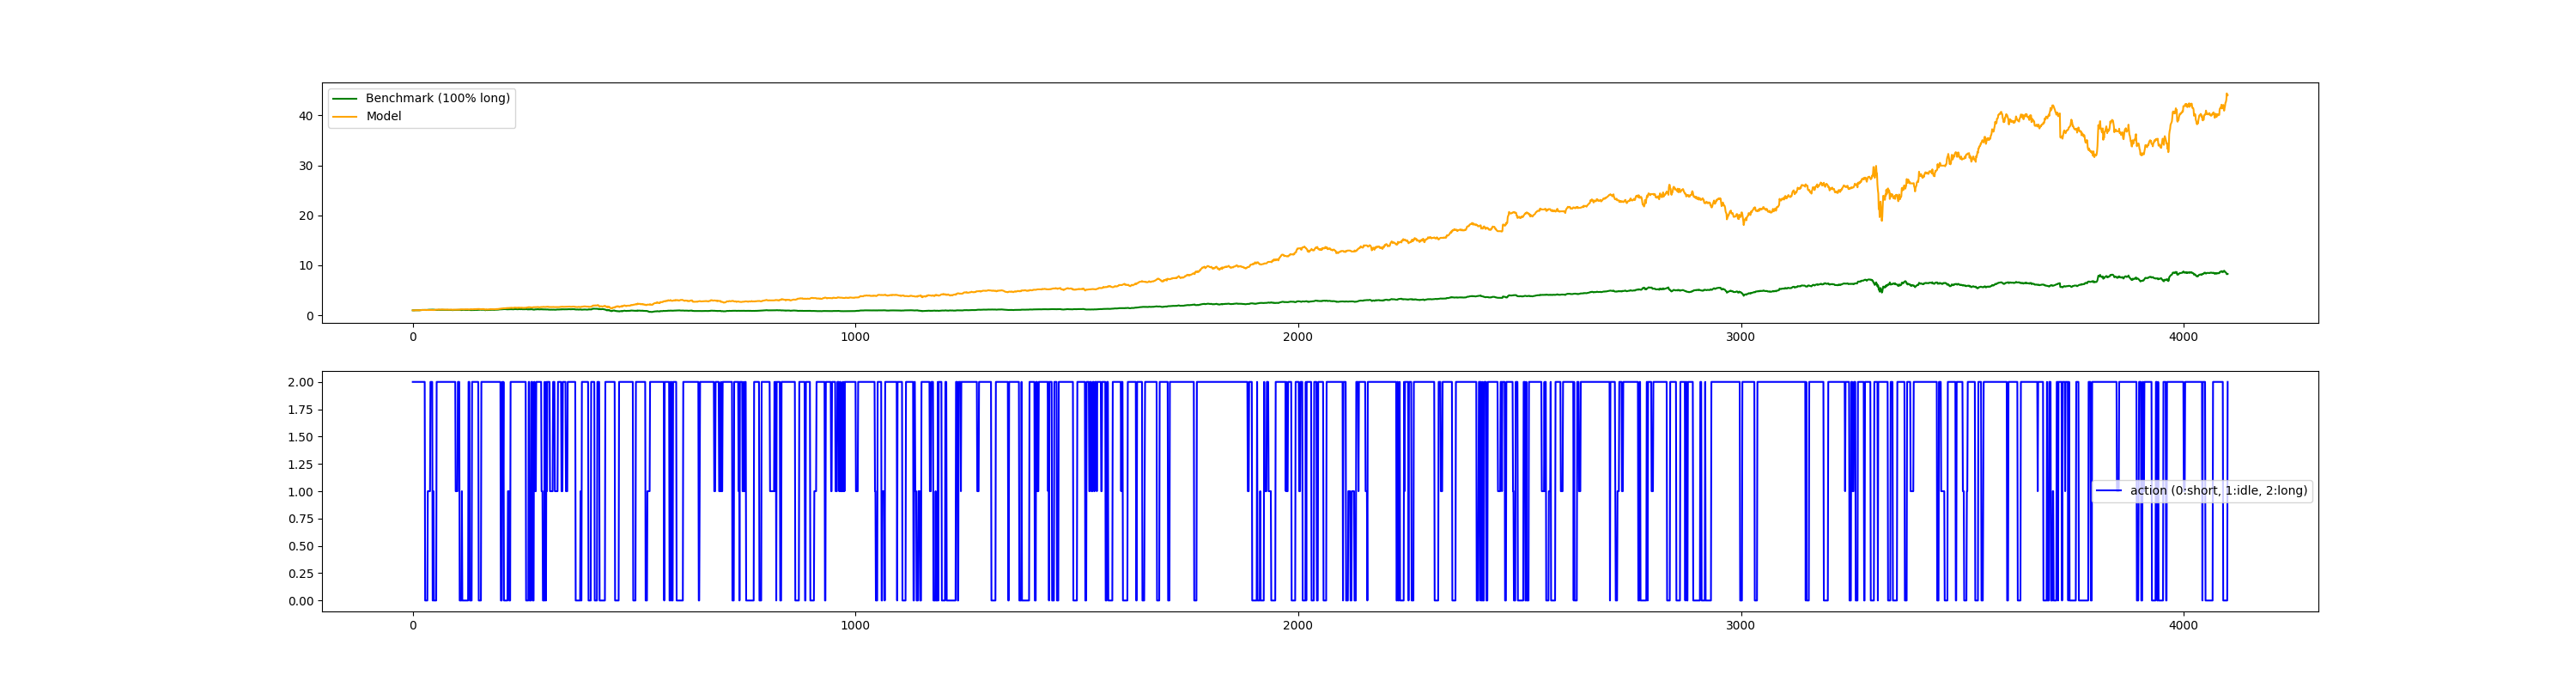 Benchmark (100% long)
Model
40
30
20
10
0
0 1000 2000 3000 4000
2.00
1.75
1.50
1.25
1.00
0.75
0.50
0.25
0.00
action (0:short, 1:idle, 2:long)
0 1000 2000 3000 4000